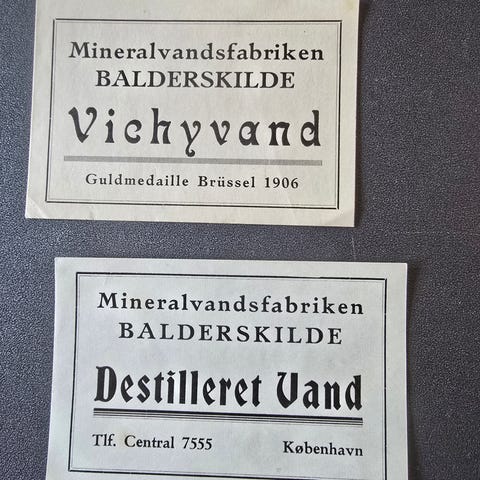 Mineralvandsfabriken
BALDERSKILDE
Vichyvand
Guldmedaille Brüssel 1906
Mineralvandsfabriken
BALDERSKILDE
Destilleret Vand
Tlf. Central 7555 København